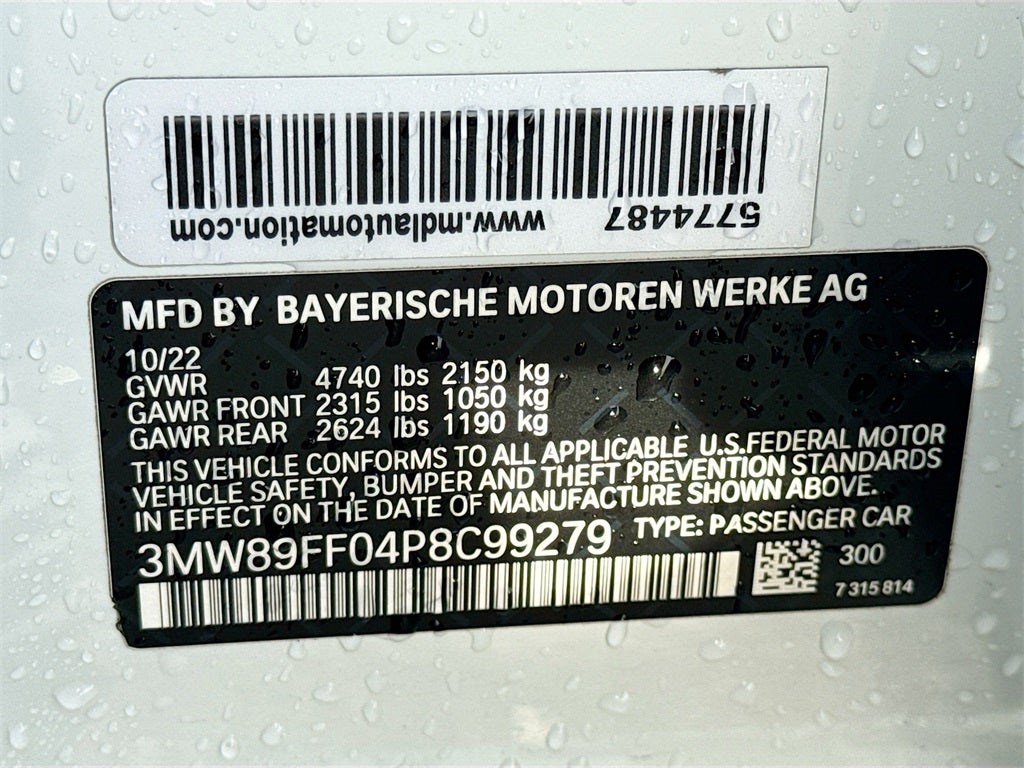 www.mdlautomation.com 5774487
MFD BY BAYERISCHE MOTOREN WERKE AG
10/22
GVWR 4740 lbs 2150 kg
GAWR FRONT 2315 lbs 1050 kg
GAWR REAR 2624 lbs 1190 kg
THIS VEHICLE CONFORMS TO ALL APPLICABLE U.S.FEDERAL MOTOR
VEHICLE SAFETY, BUMPER AND THEFT PREVENTION STANDARDS
IN EFFECT ON THE DATE OF MANUFACTURE SHOWN ABOVE.
3MW89FF04P8C99279 TYPE: PASSENGER CAR
300
7 315 814